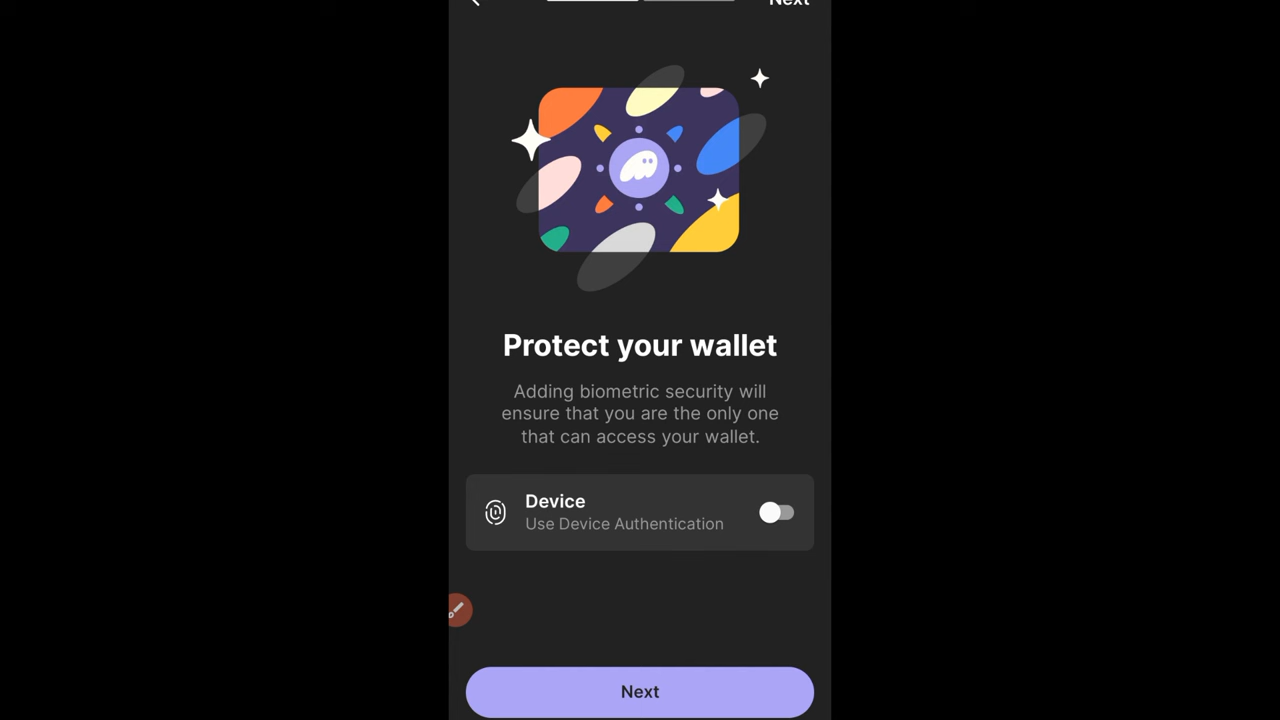 Next
Protect your wallet
Adding biometric security will
ensure that you are the only one
that can access your wallet.
Device
Use Device Authentication
Next